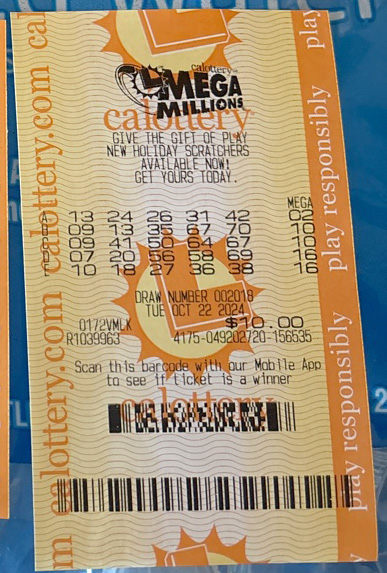 calottery
MEGA
MILLIONS
calottery
GIVE THE GIFT OF PLAY
NEW HOLIDAY SCRATCHERS
AVAILABLE NOW!
GET YOURS TODAY.
MEGA
13 24 26 31 42 02
09 13 35 67 70 10
09 41 50 64 67 10
07 20 56 58 69 16
10 18 27 36 38 16
DRAW NUMBER 002018
TUE OCT 22 2024
0172VMLK $10.00
R1039963 4175-049202720-156535
Scan this barcode with our Mobile App
to see if ticket is a winner
calottery
m calottery.com calottery.com cal
play responsibly play responsibly play